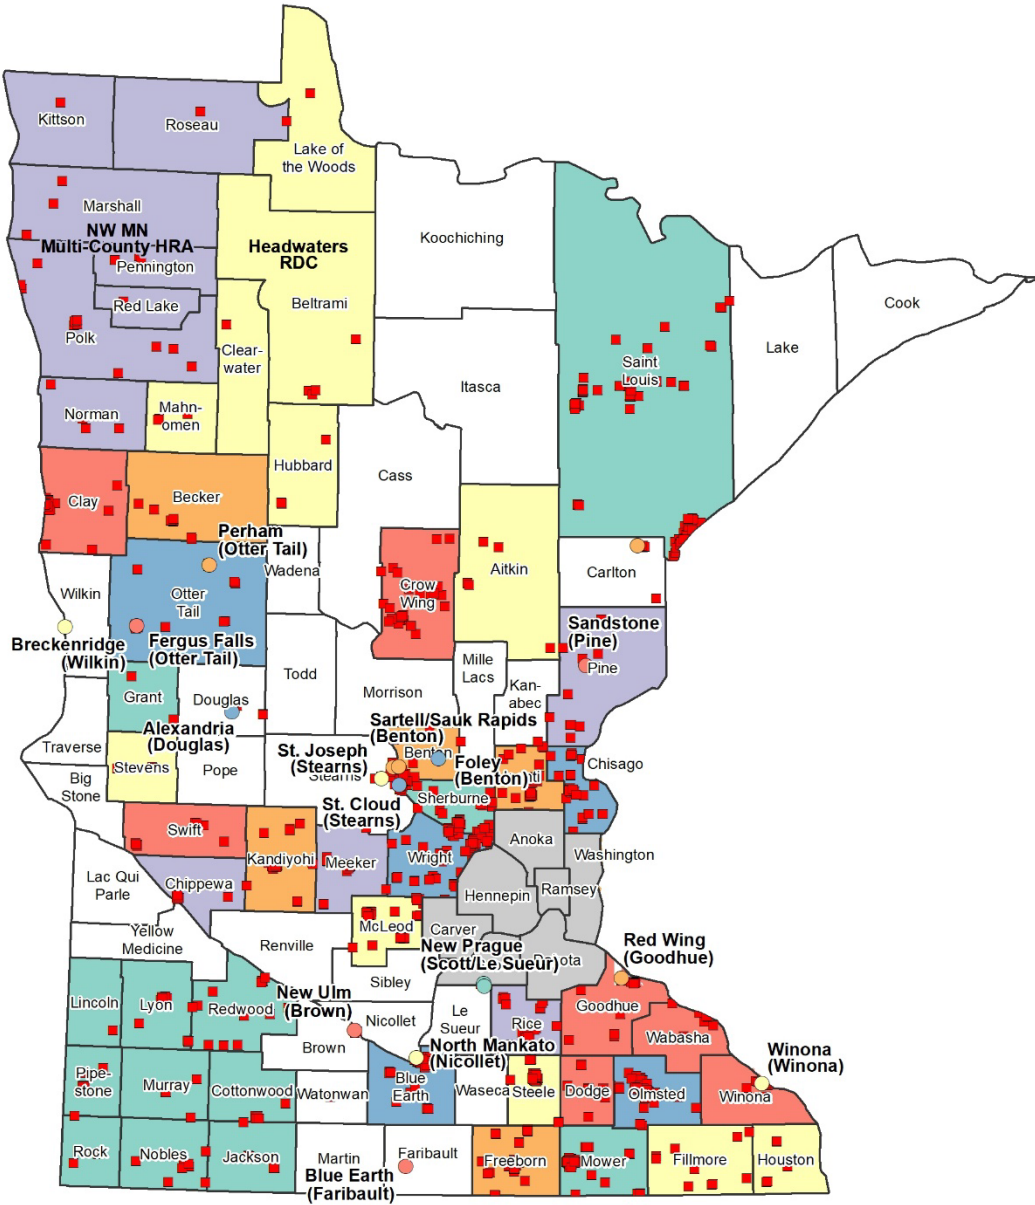 Kittson
Roseau
Lake of
the Woods
Marshall
NW MN
Multi-County HRA
Pennington
Red Lake
Polk
Headwaters
RDC
Beltrami
Koochiching
Cook
Lake
Saint
Louis
Itasca
Clear-
water
Norman
Mahn-
omen
Hubbard
Cass
Clay
Becker
Perham
(Otter Tail)
Wadena
Otter
Tail
Wilkin
Crow
Wing
Aitkin
Carlton
Breckenridge
(Wilkin)
Fergus Falls
(Otter Tail)
Sandstone
(Pine)
Pine
Todd
Mille
Lacs
Kan-
abec
Morrison
Grant
Douglas
Alexandria
(Douglas)
Sartell/Sauk Rapids
(Benton)
Benton
Traverse
Stevens
Pope
St. Joseph
(Stearns)
Stearns
Foley
(Benton)
Chisago
Big
Stone
St. Cloud
(Stearns)
Sherburne
Swift
Kandiyohi
Meeker
Wright
Anoka
Washington
Hennepin
Ramsey
Lac Qui
Parle
Chippewa
McLeod
Carver
Yellow
Medicine
Renville
New Prague
(Scott/Le Sueur)
Red Wing
(Goodhue)
Sibley
Lincoln
Lyon
Redwood
New Ulm
(Brown)
Nicollet
Le
Sueur
Rice
Goodhue
Wabasha
Brown
North Mankato
(Nicollet)
Winona
(Winona)
Pipe-
stone
Murray
Cottonwood
Watonwan
Blue
Earth
Waseca
Steele
Dodge
Olmsted
Winona
Rock
Nobles
Jackson
Martin
Faribault
Blue Earth
(Faribault)
Freeborn
Mower
Fillmore
Houston